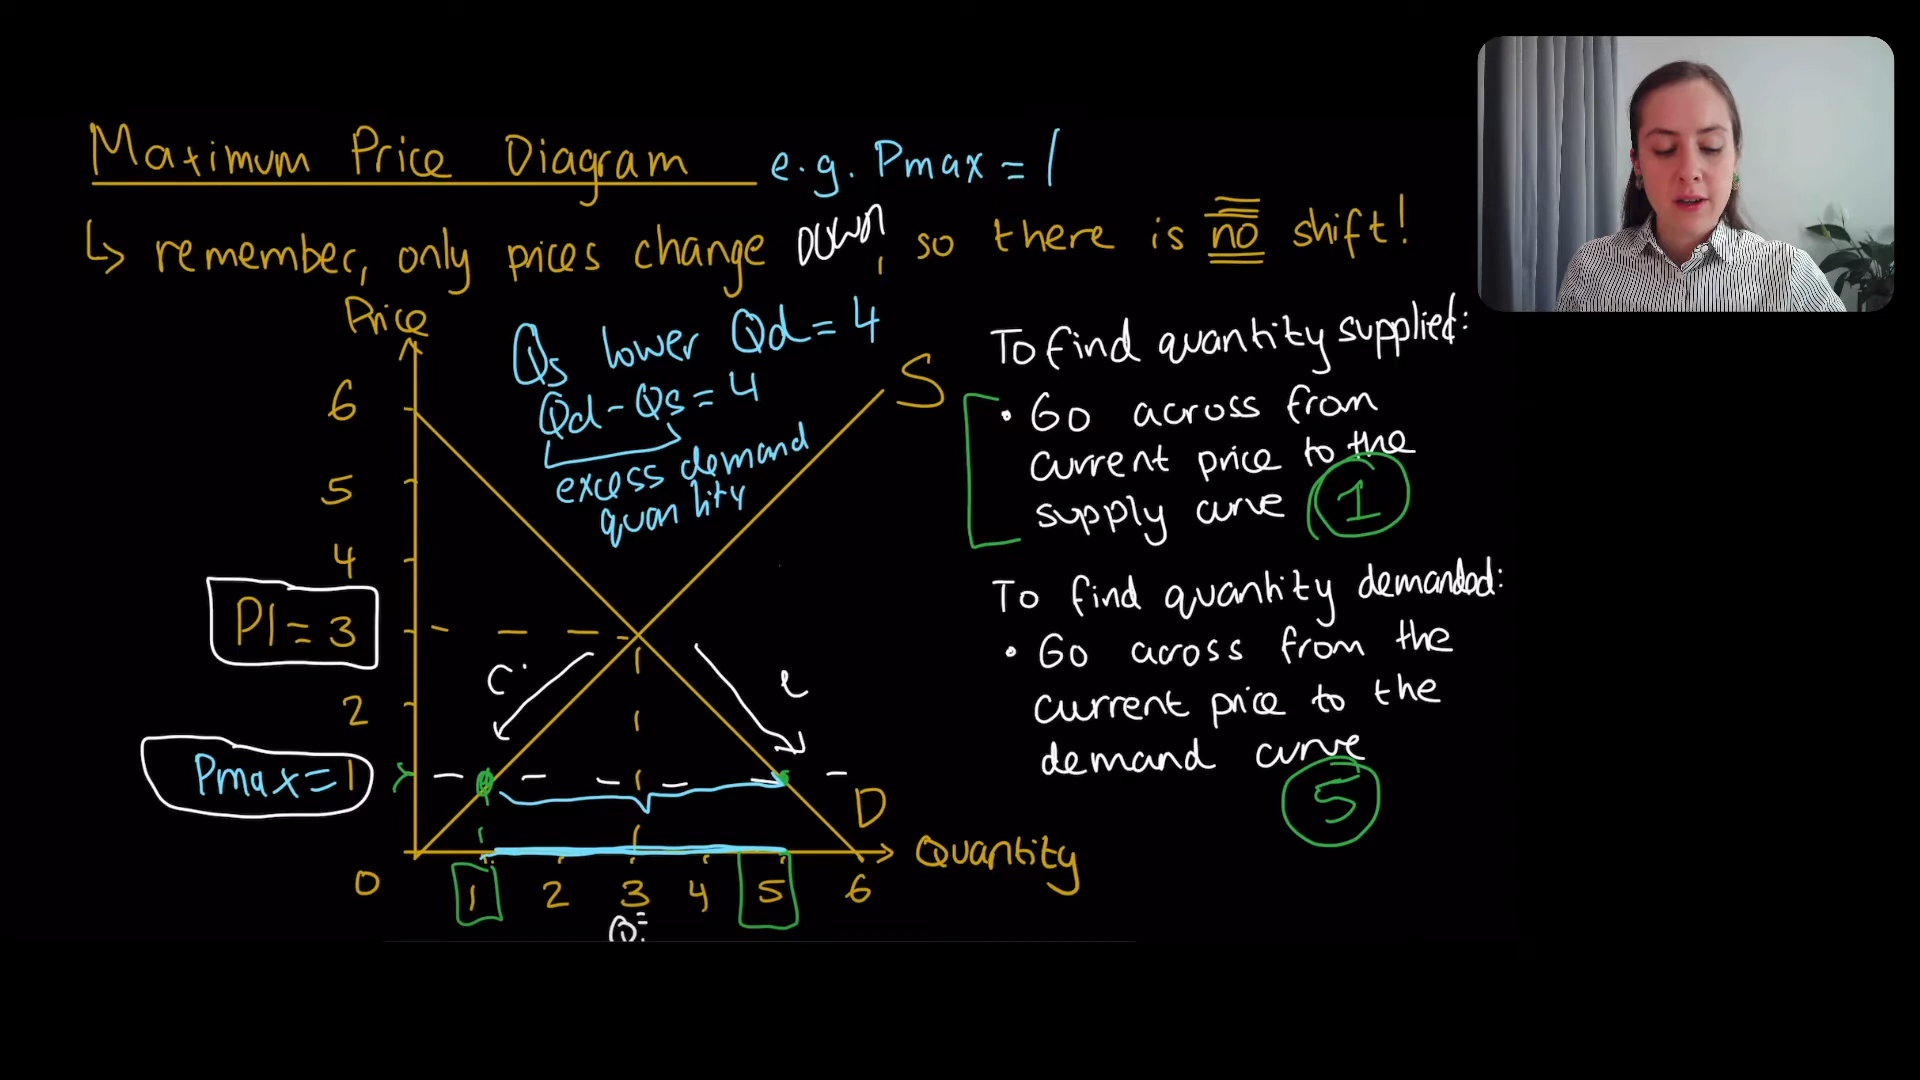 Maximum Price Diagram e.g. Pmax = 1
↳ remember, only prices change DOWN, so there is no shift!
Price
Qs lower Qd = 4
Qd - Qs = 4
excess demand
quantity
S
6
5
4
P1 = 3
2
Pmax = 1
C
e
D
Quantity
0
1 2 3 4 5 6
Q=
To find quantity supplied:
• Go across from
current price to the
supply curve 1
To find quantity demanded:
• Go across from the
current price to the
demand curve
5